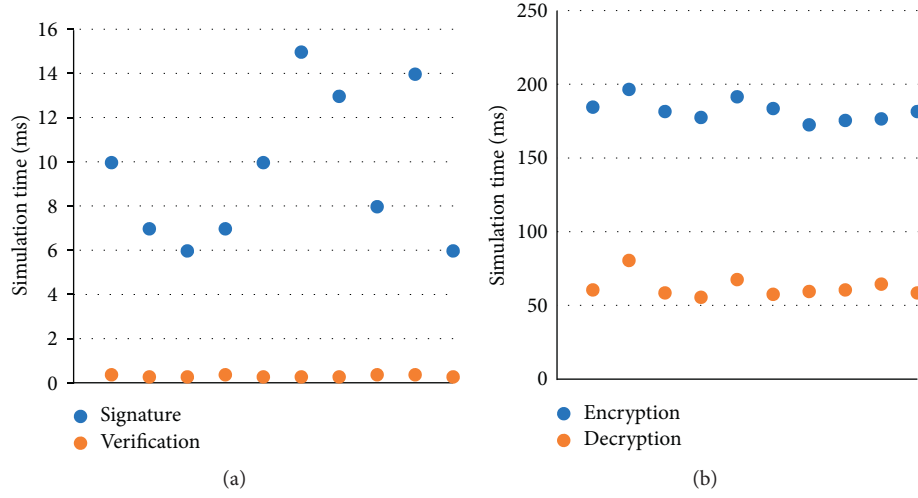 Simulation time (ms)
16
14
12
10
8
6
4
2
0
Signature
Verification
(a)
Simulation time (ms)
250
200
150
100
50
0
Encryption
Decryption
(b)